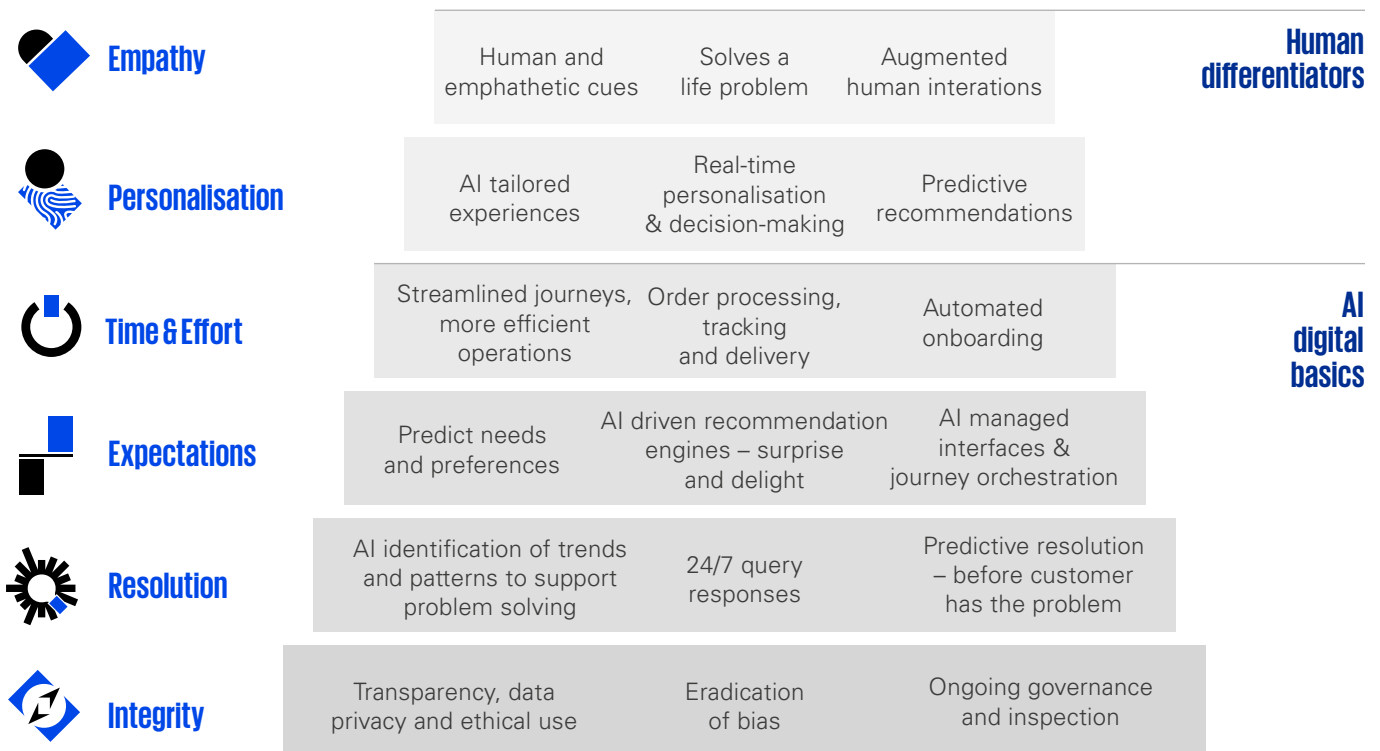 Empathy
Human and
emphathetic cues
Solves a
life problem
Augmented
human interations
Human
differentiators
Personalisation
AI tailored
experiences
Real-time
personalisation
& decision-making
Predictive
recommendations
Time & Effort
Streamlined journeys,
more efficient
operations
Order processing,
tracking
and delivery
Automated
onboarding
AI
digital
basics
Expectations
Predict needs
and preferences
AI driven recommendation
engines – surprise
and delight
AI managed
interfaces &
journey orchestration
Resolution
AI identification of trends
and patterns to support
problem solving
24/7 query
responses
Predictive resolution
– before customer
has the problem
Integrity
Transparency, data
privacy and ethical use
Eradication
of bias
Ongoing governance
and inspection